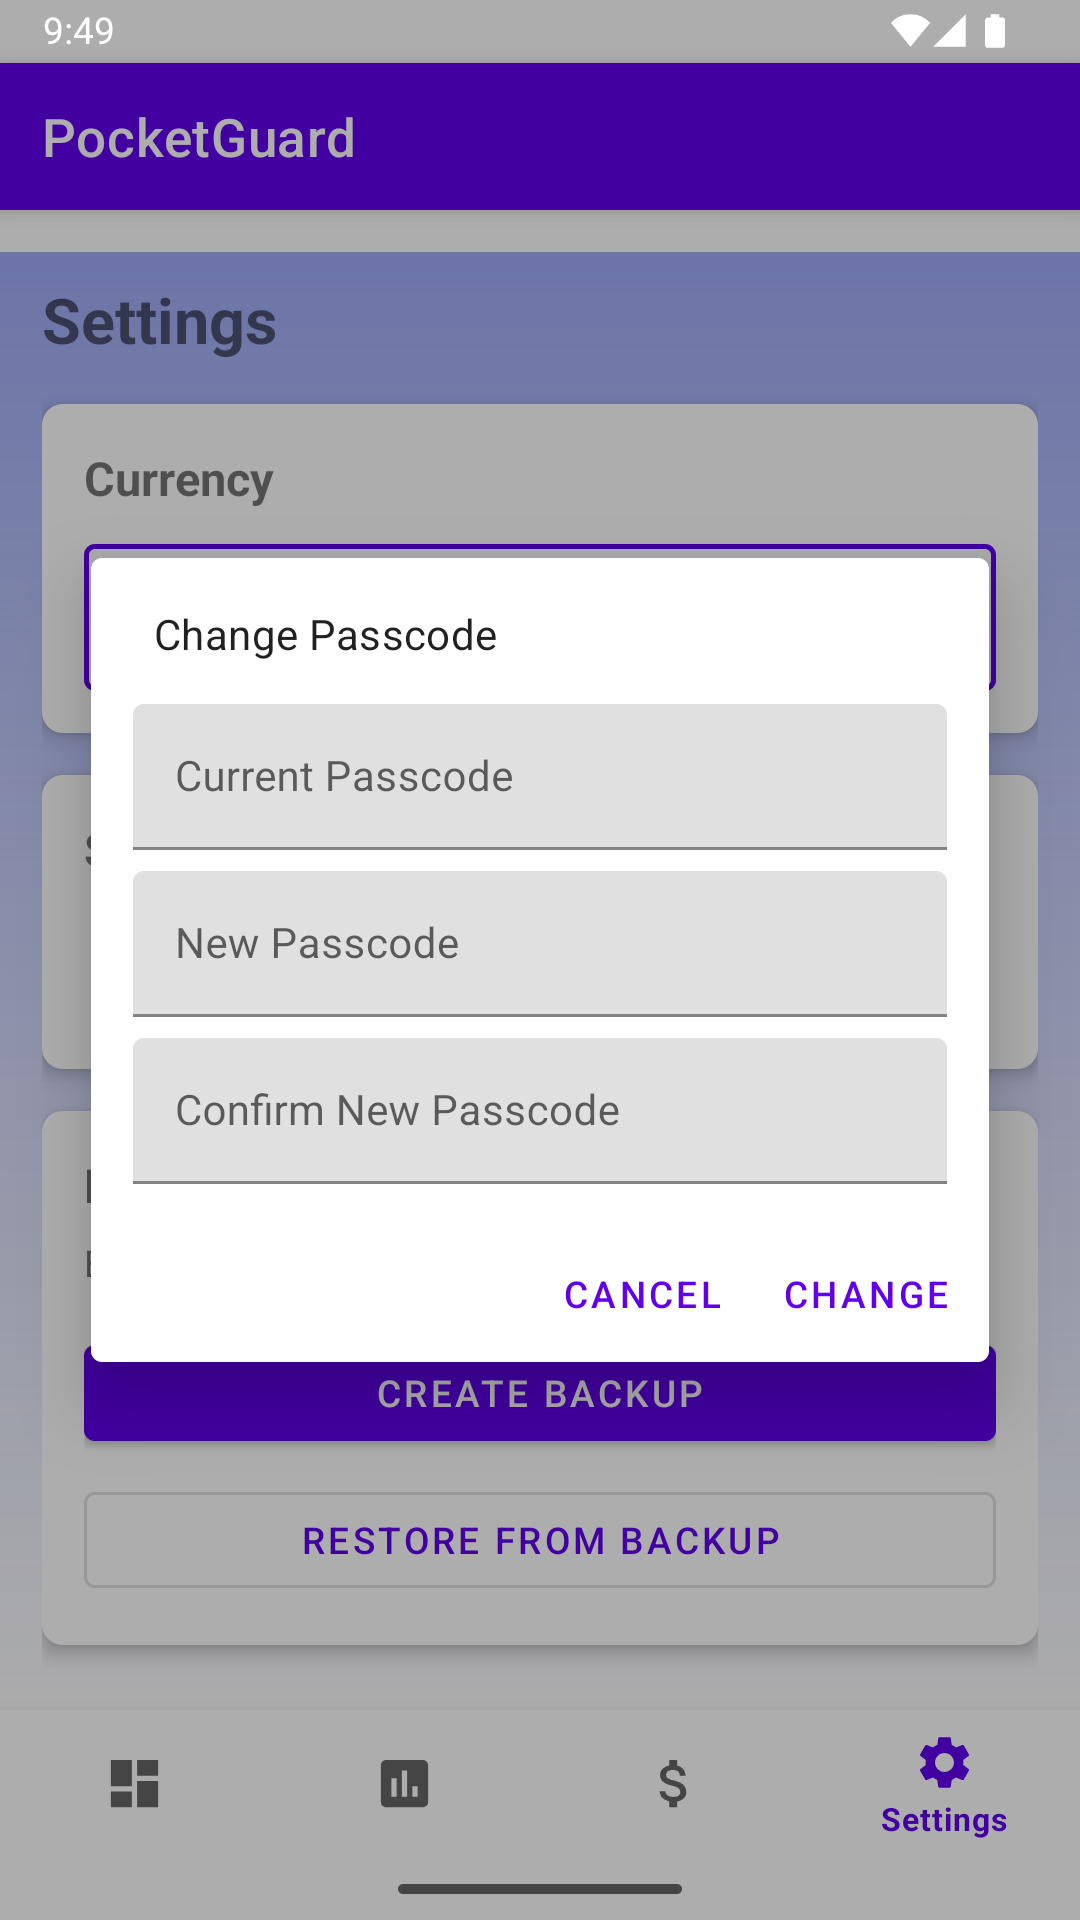 9:49
PocketGuard
Settings
Currency
Change Passcode
Current Passcode
New Passcode
Confirm New Passcode
CANCEL CHANGE
CREATE BACKUP
RESTORE FROM BACKUP
Settings